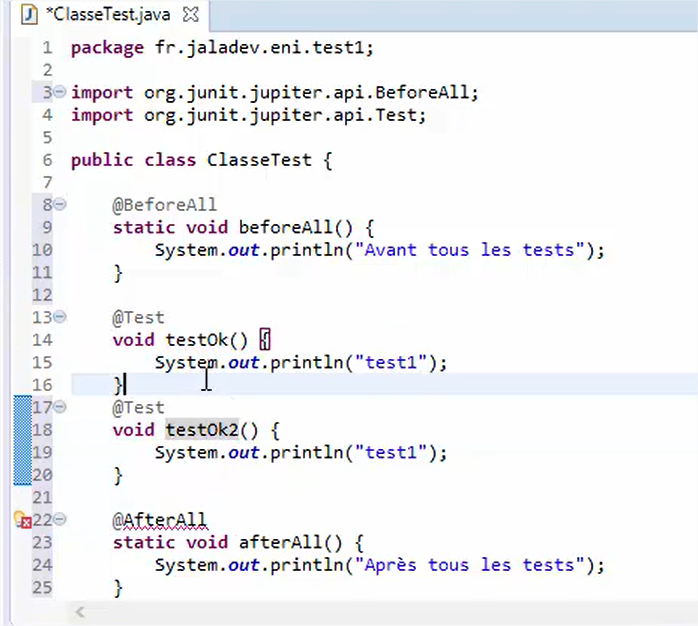 *ClasseTest.java
1 package fr.jaladev.eni.test1;
2
3 import org.junit.jupiter.api.BeforeAll;
4 import org.junit.jupiter.api.Test;
5
6 public class ClasseTest {
7
8 @BeforeAll
9 static void beforeAll() {
10 System.out.println("Avant tous les tests");
11 }
12
13 @Test
14 void testOk() {
15 System.out.println("test1");
16 }
17 @Test
18 void testOk2() {
19 System.out.println("test1");
20 }
21
22 @AfterAll
23 static void afterAll() {
24 System.out.println("Après tous les tests");
25 }